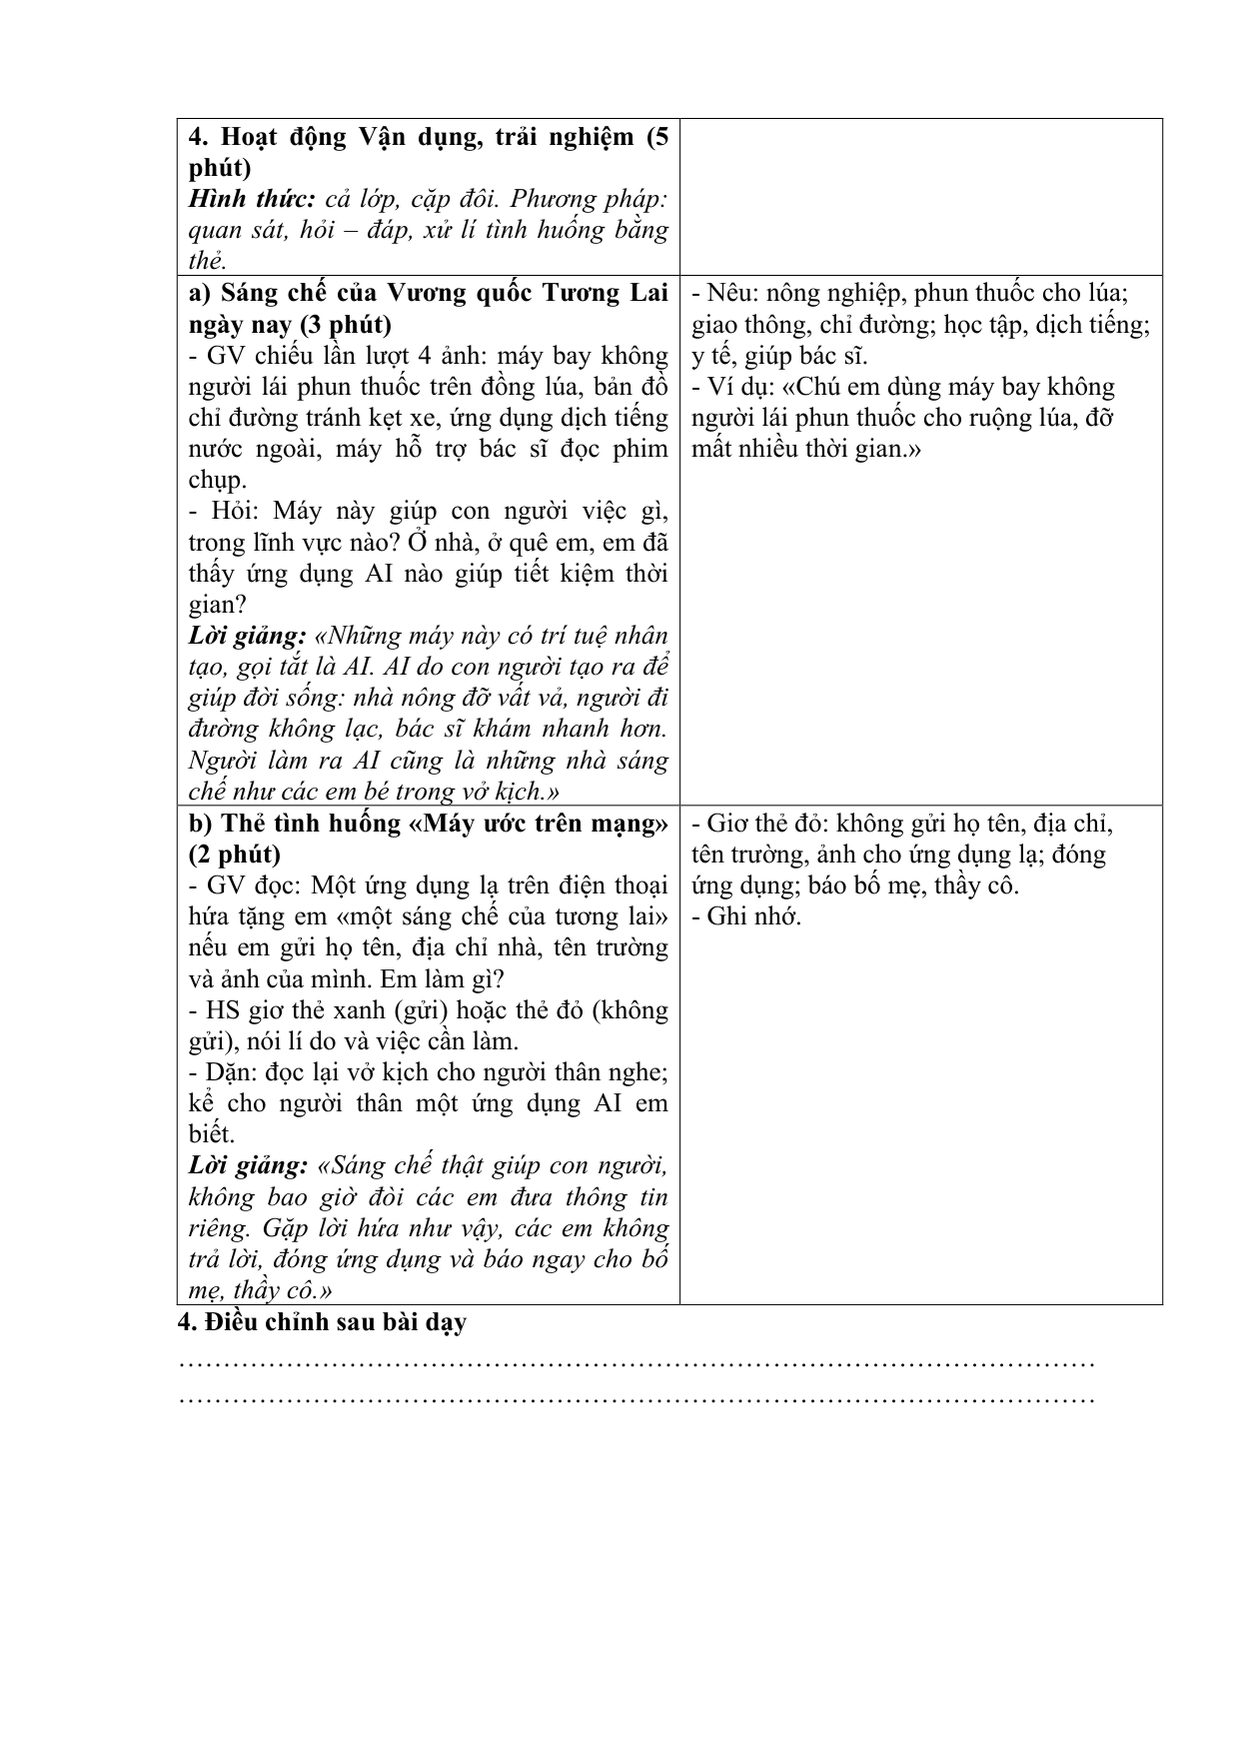 4. Hoạt động Vận dụng, trải nghiệm (5
phút)
Hình thức: cả lớp, cặp đôi. Phương pháp:
quan sát, hỏi – đáp, xử lí tình huống bằng
thẻ.
a) Sáng chế của Vương quốc Tương Lai
ngày nay (3 phút)
- GV chiếu lần lượt 4 ảnh: máy bay không
người lái phun thuốc trên đồng lúa, bản đồ
chỉ đường tránh kẹt xe, ứng dụng dịch tiếng
nước ngoài, máy hỗ trợ bác sĩ đọc phim
chụp.
- Hỏi: Máy này giúp con người việc gì,
trong lĩnh vực nào? Ở nhà, ở quê em, em đã
thấy ứng dụng AI nào giúp tiết kiệm thời
gian?
Lời giảng: «Những máy này có trí tuệ nhân
tạo, gọi tắt là AI. AI do con người tạo ra để
giúp đời sống: nhà nông đỡ vất vả, người đi
đường không lạc, bác sĩ khám nhanh hơn.
Người làm ra AI cũng là những nhà sáng
chế như các em bé trong vở kịch.»
- Nêu: nông nghiệp, phun thuốc cho lúa;
giao thông, chỉ đường; học tập, dịch tiếng;
y tế, giúp bác sĩ.
- Ví dụ: «Chú em dùng máy bay không
người lái phun thuốc cho ruộng lúa, đỡ
mất nhiều thời gian.»
b) Thẻ tình huống «Máy ước trên mạng»
(2 phút)
- GV đọc: Một ứng dụng lạ trên điện thoại
hứa tặng em «một sáng chế của tương lai»
nếu em gửi họ tên, địa chỉ nhà, tên trường
và ảnh của mình. Em làm gì?
- HS giơ thẻ xanh (gửi) hoặc thẻ đỏ (không
gửi), nói lí do và việc cần làm.
- Dặn: đọc lại vở kịch cho người thân nghe;
kể cho người thân một ứng dụng AI em
biết.
Lời giảng: «Sáng chế thật giúp con người,
không bao giờ đòi các em đưa thông tin
riêng. Gặp lời hứa như vậy, các em không
trả lời, đóng ứng dụng và báo ngay cho bố
mẹ, thầy cô.»
- Giơ thẻ đỏ: không gửi họ tên, địa chỉ,
tên trường, ảnh cho ứng dụng lạ; đóng
ứng dụng; báo bố mẹ, thầy cô.
- Ghi nhớ.
4. Điều chỉnh sau bài dạy
……………………………………………………………………………………
……………………………………………………………………………………